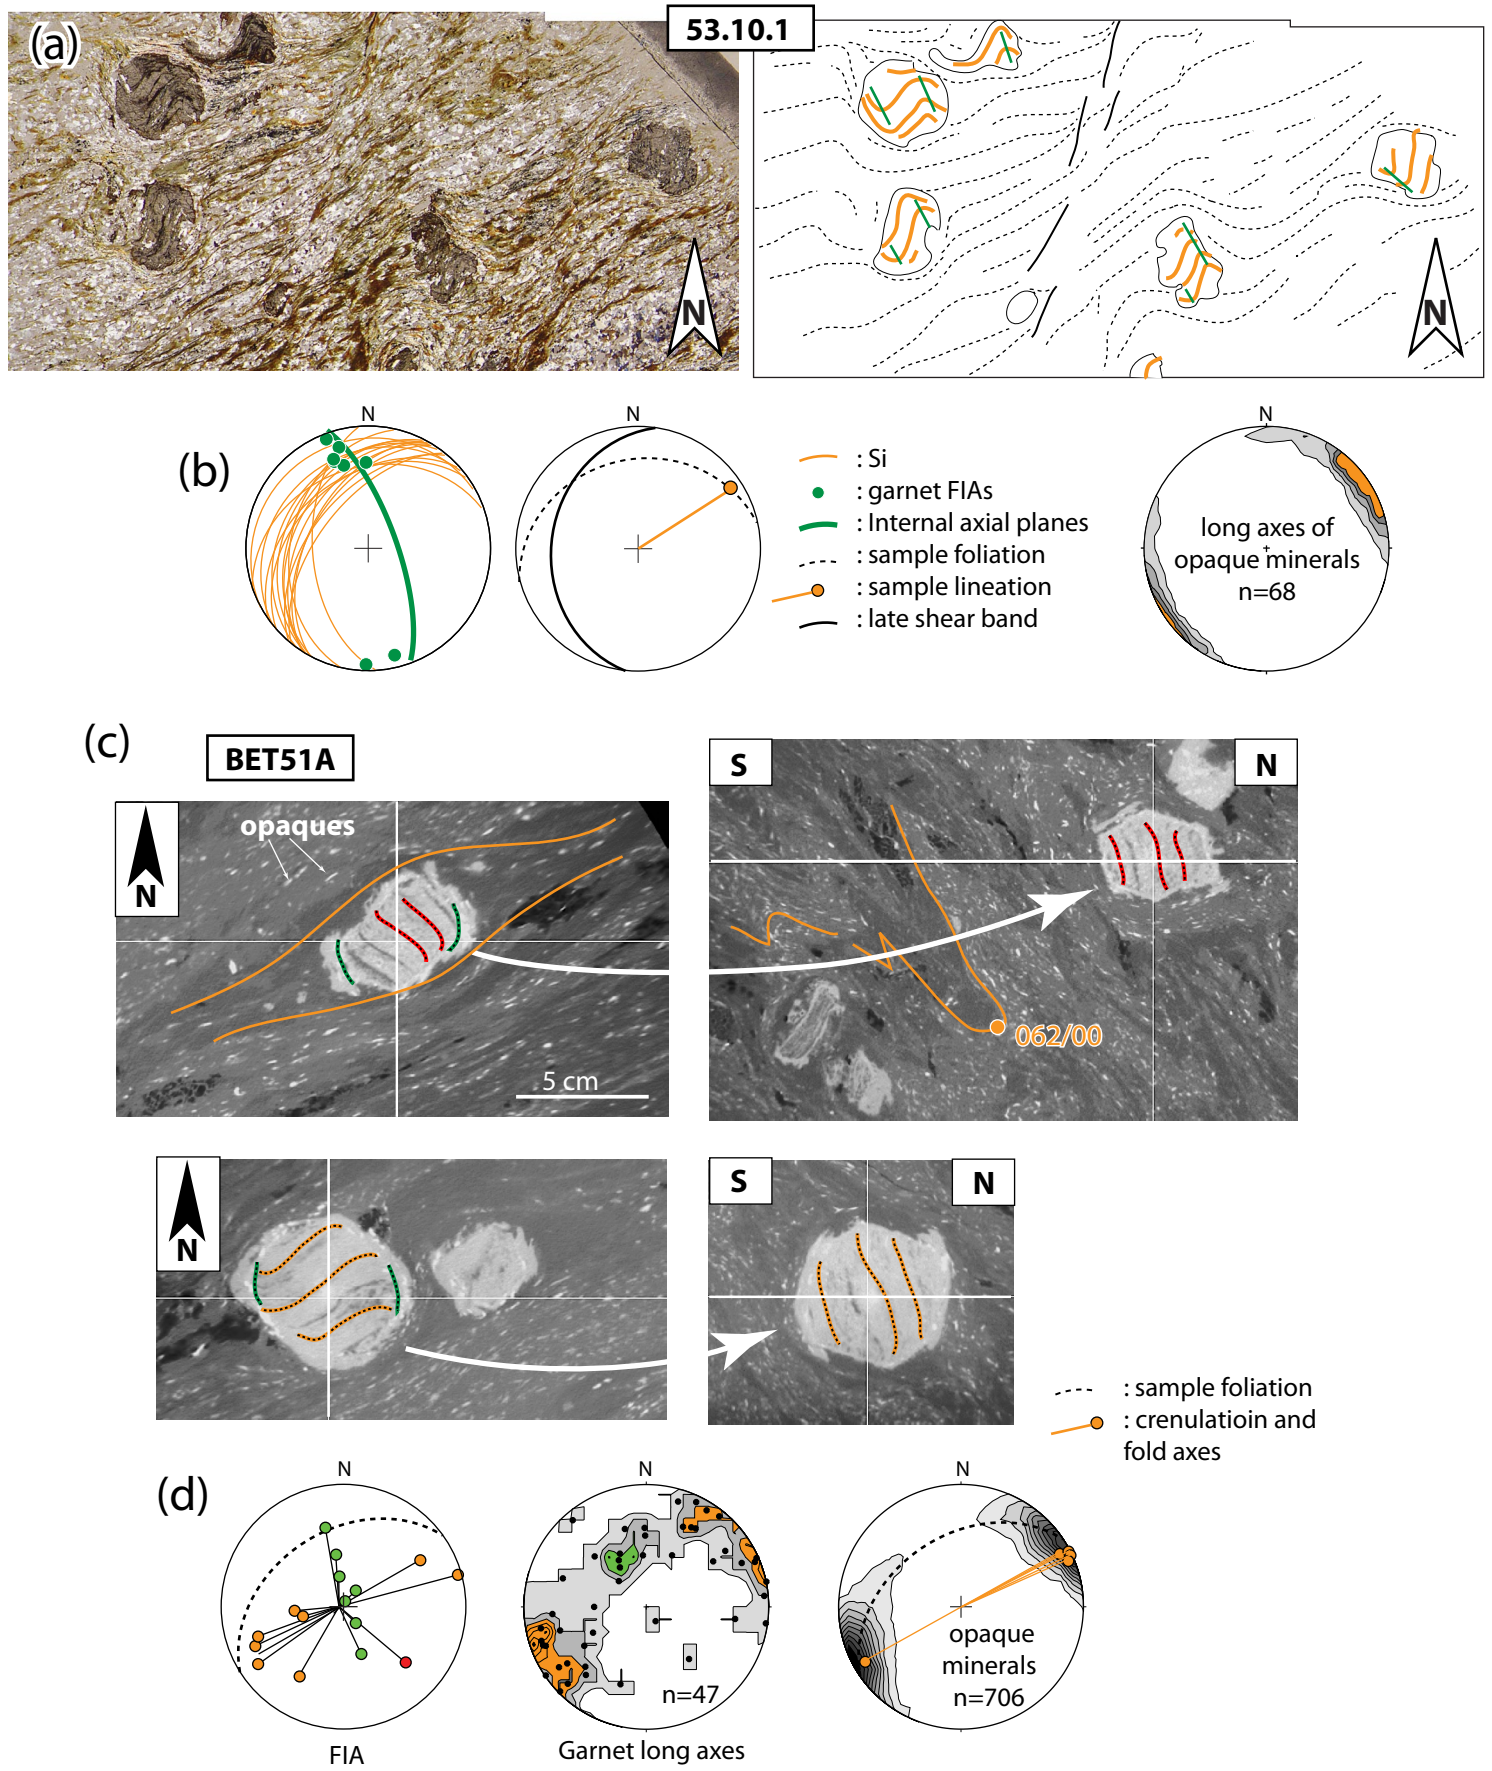 (a)
53.10.1
N
N
(b)
N
N
: Si
: garnet FIAs
: Internal axial planes
: sample foliation
: sample lineation
: late shear band
N
long axes of
opaque minerals
n=68
(c)
BET51A
N
opaques
5 cm
S
N
062/00
N
S
N
: sample foliation
: crenulatioin and
fold axes
(d)
N
FIA
N
n=47
Garnet long axes
N
opaque
minerals
n=706